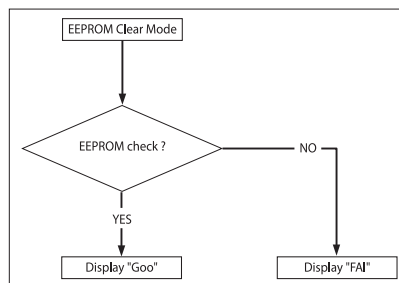 EEPROM Clear Mode
EEPROM check ?
NO
YES
Display "Goo"
Display "FAI"